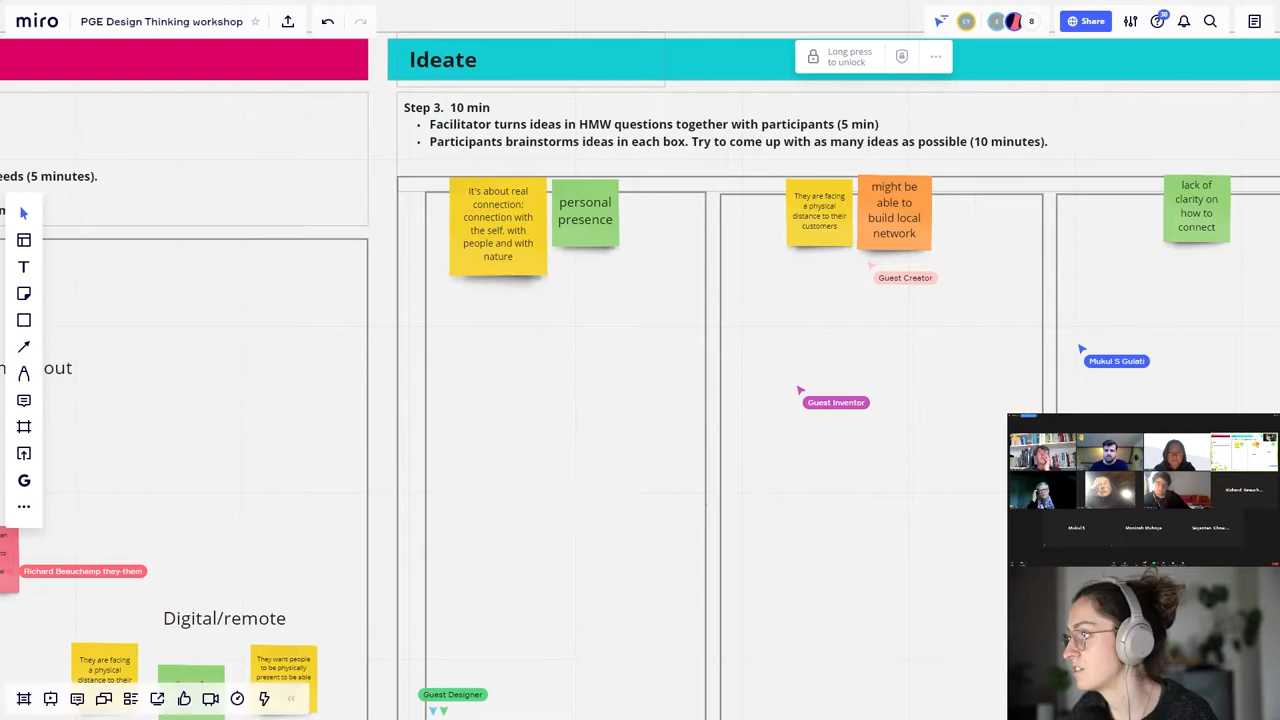 miro
PGE Design Thinking workshop
CT
8
Share
30
Ideate
Long press
to unlock
Step 3. 10 min
• Facilitator turns ideas in HMW questions together with participants (5 min)
• Participants brainstorms ideas in each box. Try to come up with as many ideas as possible (10 minutes).
eeds (5 minutes).
It's about real
connection:
connection with
the self, with
people and with
nature
personal
presence
They are facing
a physical
distance to their
customers
might be
able to
build local
network
lack of
clarity on
how to
connect
Guest Creator
Mukul S Gulati
Guest Inventor
out
Richard Beauchamp they-them
Digital/remote
They are facing
a physical
distance to their
They want people
to be physically
present to be able
Guest Designer
Richard Beauch...
Mukul S